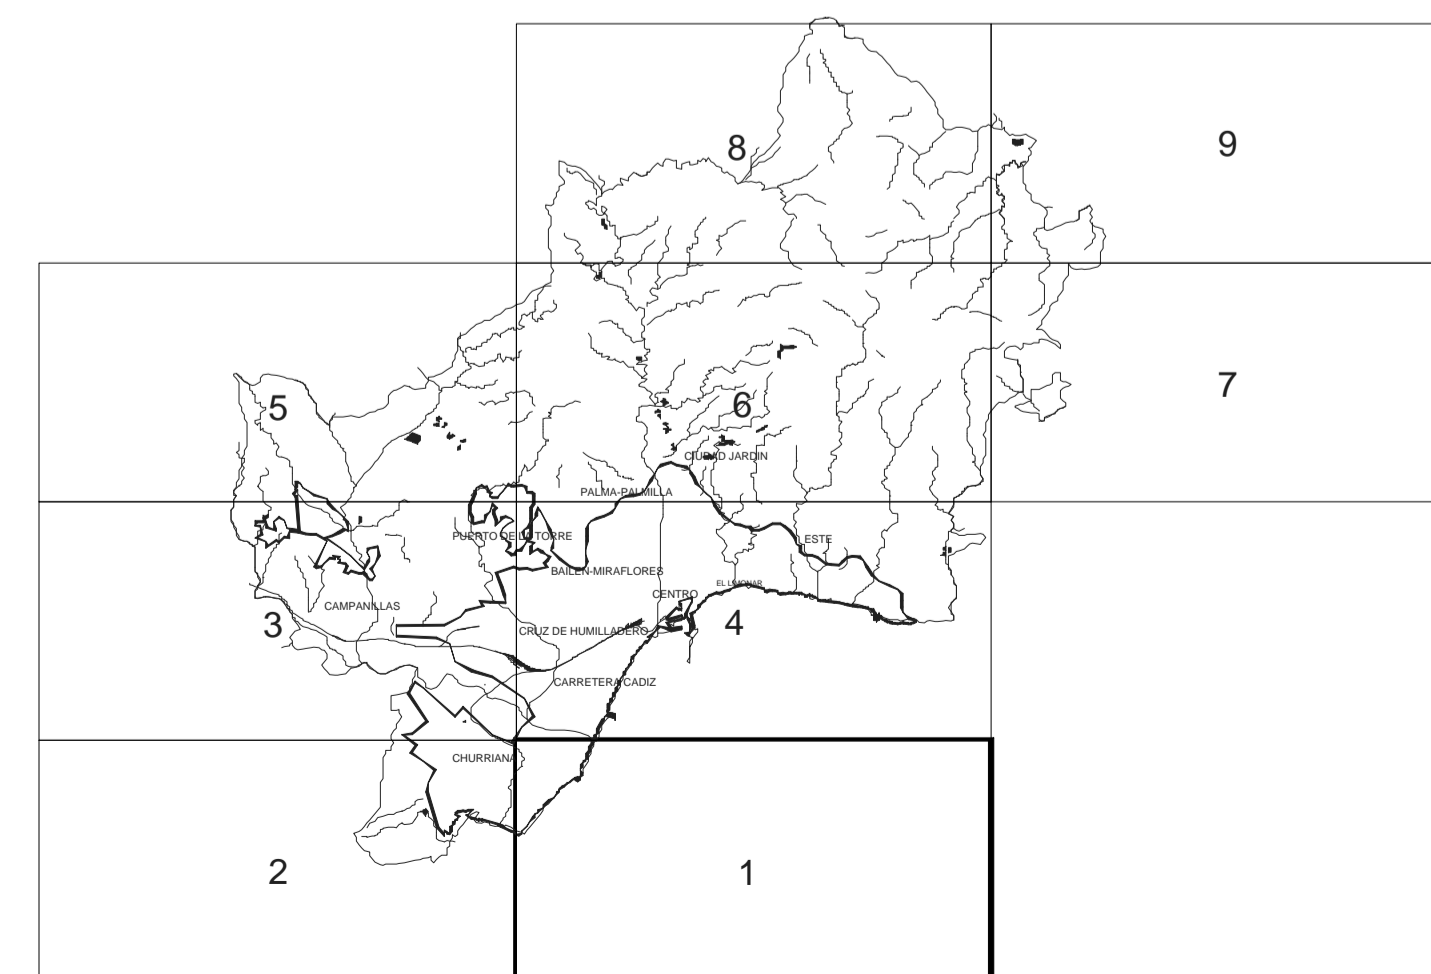 8
9
5
6
7
CIUDAD JARDIN
PALMA-PALMILLA
PUERTO DE LA TORRE
ESTE
BAILEN-MIRAFLORES
EL LIMONAR
CENTRO
CAMPANILLAS
3
CRUZ DE HUMILLADERO
4
CARRETERA CADIZ
CHURRIANA
2
1